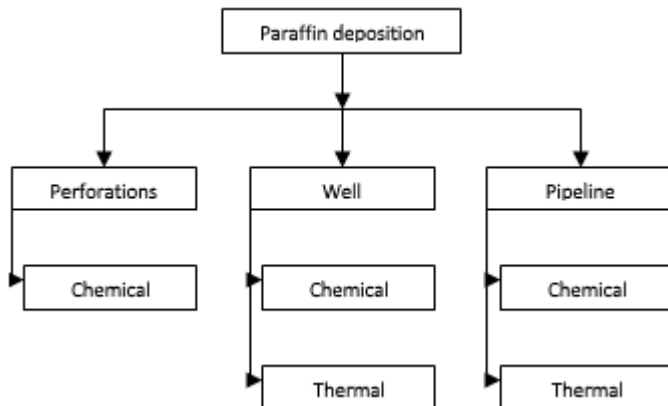 Paraffin deposition
Perforations
Well
Pipeline
Chemical
Chemical
Chemical
Thermal
Thermal